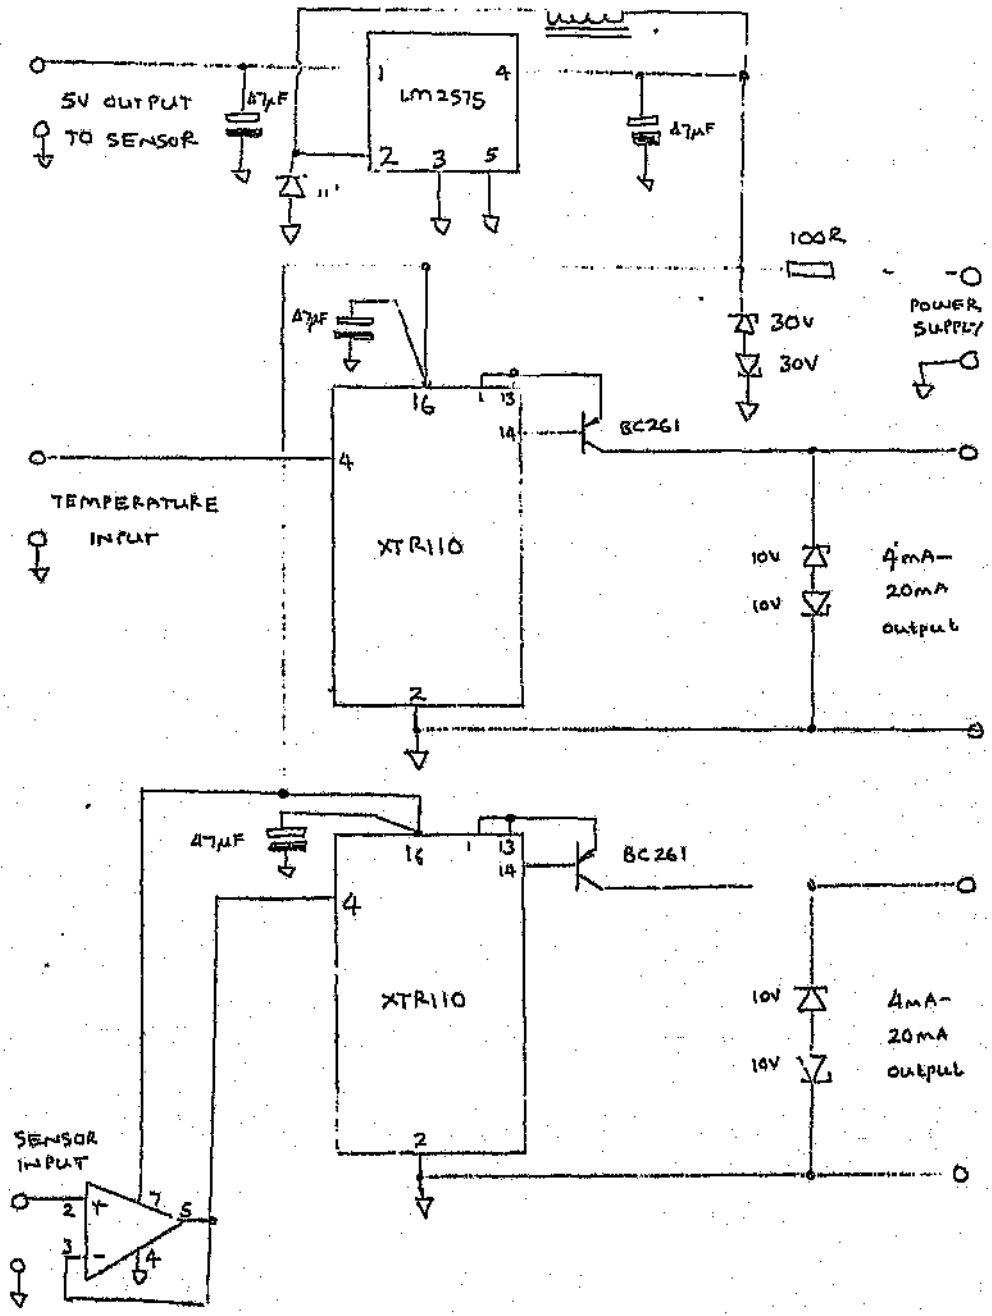 47μF
1
4
LM2575
5V OUTPUT
TO SENSOR
47μF
2
3
5
100R
POWER
SUPPLY
30V
30V
47μF
16
1
13
14
BC261
4
TEMPERATURE
INPUT
XTR110
10V
10V
4mA-
20mA
output
2
47μF
16
1
13
14
BC261
4
XTR110
10V
10V
4mA-
20mA
output
2
SENSOR
INPUT
2
+
7
5
3
-
4